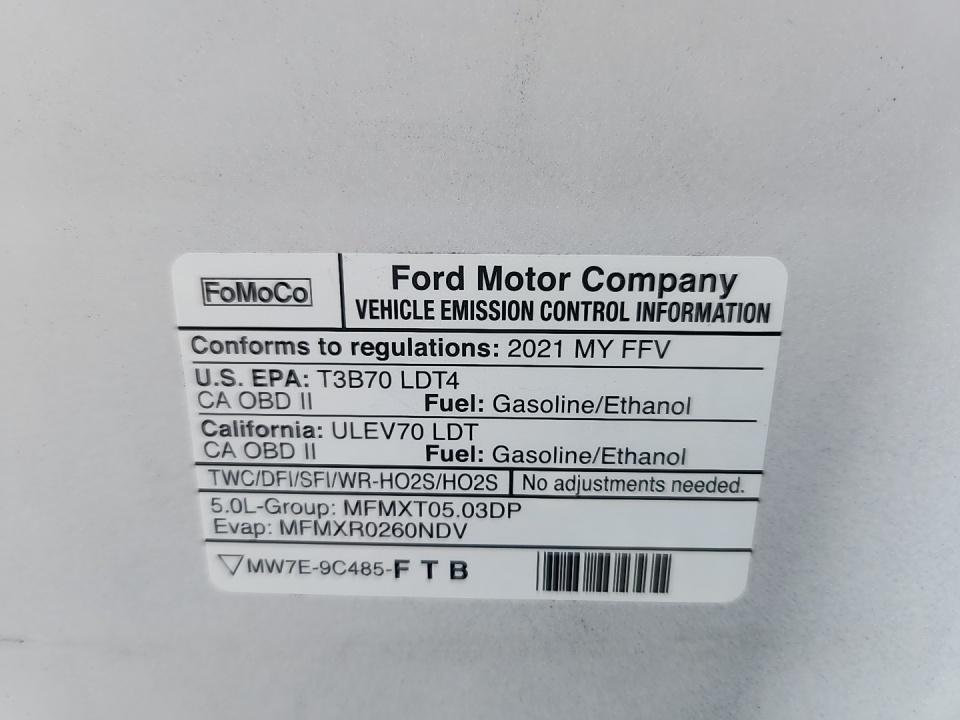 FoMoCo
Ford Motor Company
VEHICLE EMISSION CONTROL INFORMATION
Conforms to regulations: 2021 MY FFV
U.S. EPA: T3B70 LDT4
CA OBD II Fuel: Gasoline/Ethanol
California: ULEV70 LDT
CA OBD II Fuel: Gasoline/Ethanol
TWC/DFI/SFI/WR-HO2S/HO2S No adjustments needed.
5.0L-Group: MFMXT05.03DP
Evap: MFMXR0260NDV
MW7E-9C485-F T B